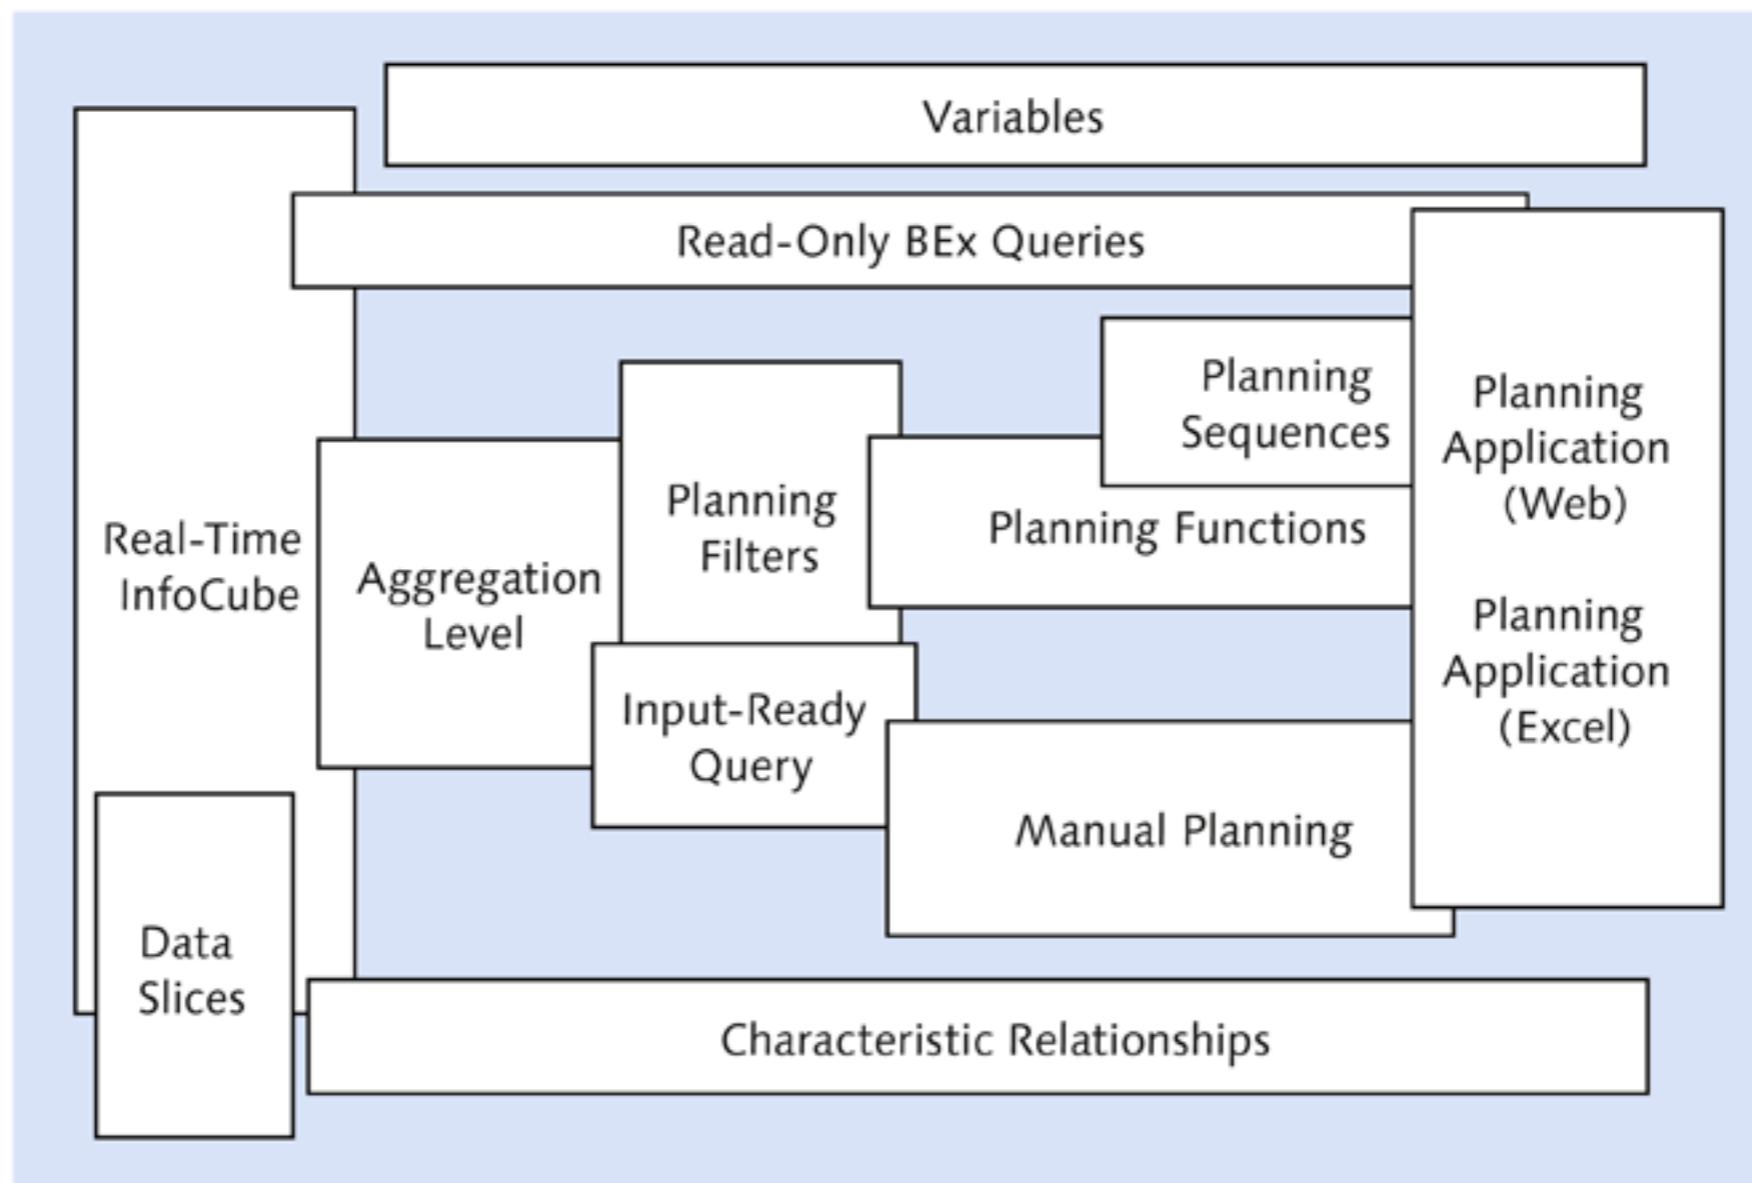 Variables
Read-Only BEx Queries
Planning
Sequences
Planning
Application
(Web)
Planning
Application
(Excel)
Planning
Filters
Planning Functions
Real-Time
InfoCube
Aggregation
Level
Input-Ready
Query
Manual Planning
Data
Slices
Characteristic Relationships